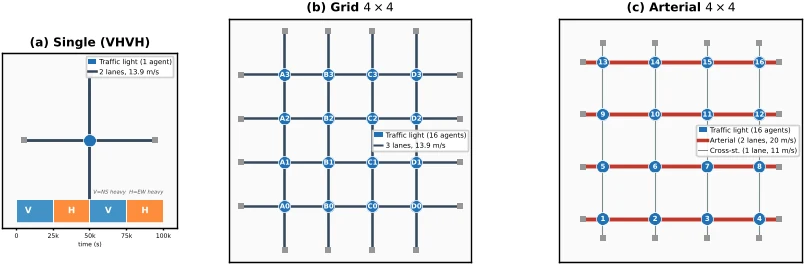 (a) Single (VHVH)
Traffic light (1 agent)
2 lanes, 13.9 m/s
V=NS heavy H=EW heavy
V H V H
0 25k 50k 75k 100k
time (s)
(b) Grid 4 × 4
A3 B3 C3 D3
A2 B2 C2 D2
Traffic light (16 agents)
3 lanes, 13.9 m/s
A1 B1 C1 D1
A0 B0 C0 D0
(c) Arterial 4 × 4
13 14 15 16
9 10 11 12
Traffic light (16 agents)
Arterial (2 lanes, 20 m/s)
Cross-st. (1 lane, 11 m/s)
5 6 7 8
1 2 3 4